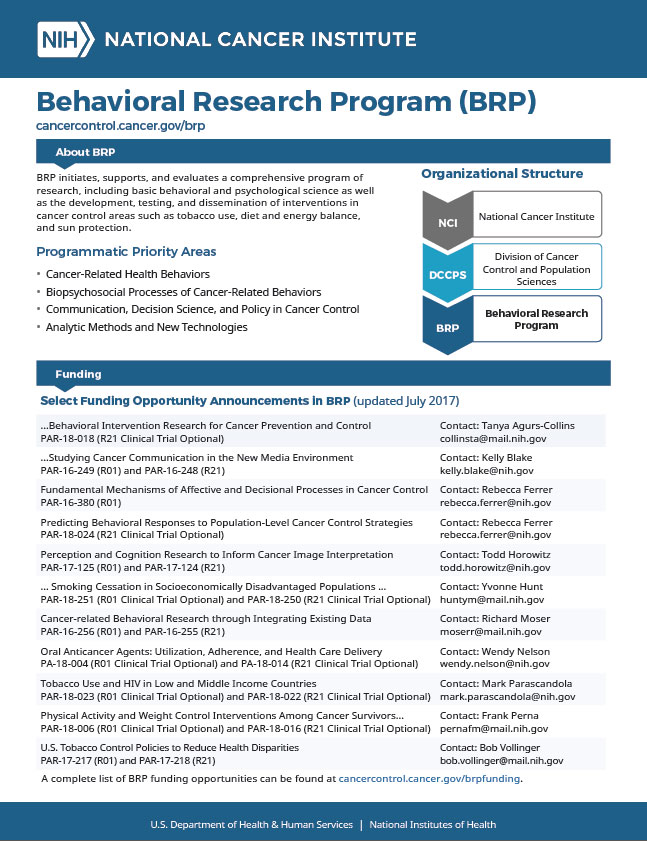 NIH NATIONAL CANCER INSTITUTE
Behavioral Research Program (BRP)
cancercontrol.cancer.gov/brp
About BRP
BRP initiates, supports, and evaluates a comprehensive program of
research, including basic behavioral and psychological science as well
as the development, testing, and dissemination of interventions in
cancer control areas such as tobacco use, diet and energy balance,
and sun protection.
Programmatic Priority Areas
• Cancer-Related Health Behaviors
• Biopsychosocial Processes of Cancer-Related Behaviors
• Communication, Decision Science, and Policy in Cancer Control
• Analytic Methods and New Technologies
Organizational Structure
NCI
National Cancer Institute
DCCPS
Division of Cancer
Control and Population
Sciences
BRP
Behavioral Research
Program
Funding
Select Funding Opportunity Announcements in BRP (updated July 2017)
...Behavioral Intervention Research for Cancer Prevention and Control
PAR-18-018 (R21 Clinical Trial Optional)
Contact: Tanya Agurs-Collins
collinsta@mail.nih.gov
...Studying Cancer Communication in the New Media Environment
PAR-16-249 (R01) and PAR-16-248 (R21)
Contact: Kelly Blake
kelly.blake@nih.gov
Fundamental Mechanisms of Affective and Decisional Processes in Cancer Control
PAR-16-380 (R01)
Contact: Rebecca Ferrer
rebecca.ferrer@nih.gov
Predicting Behavioral Responses to Population-Level Cancer Control Strategies
PAR-18-024 (R21 Clinical Trial Optional)
Contact: Rebecca Ferrer
rebecca.ferrer@nih.gov
Perception and Cognition Research to Inform Cancer Image Interpretation
PAR-17-125 (R01) and PAR-17-124 (R21)
Contact: Todd Horowitz
todd.horowitz@nih.gov
... Smoking Cessation in Socioeconomically Disadvantaged Populations ...
PAR-18-251 (R01 Clinical Trial Optional) and PAR-18-250 (R21 Clinical Trial Optional)
Contact: Yvonne Hunt
huntym@mail.nih.gov
Cancer-related Behavioral Research through Integrating Existing Data
PAR-16-256 (R01) and PAR-16-255 (R21)
Contact: Richard Moser
moserr@mail.nih.gov
Oral Anticancer Agents: Utilization, Adherence, and Health Care Delivery
PA-18-004 (R01 Clinical Trial Optional) and PA-18-014 (R21 Clinical Trial Optional)
Contact: Wendy Nelson
wendy.nelson@nih.gov
Tobacco Use and HIV in Low and Middle Income Countries
PAR-18-023 (R01 Clinical Trial Optional) and PAR-18-022 (R21 Clinical Trial Optional)
Contact: Mark Parascandola
mark.parascandola@nih.gov
Physical Activity and Weight Control Interventions Among Cancer Survivors...
PAR-18-006 (R01 Clinical Trial Optional) and PAR-18-016 (R21 Clinical Trial Optional)
Contact: Frank Perna
pernafm@mail.nih.gov
U.S. Tobacco Control Policies to Reduce Health Disparities
PAR-17-217 (R01) and PAR-17-218 (R21)
Contact: Bob Vollinger
bob.vollinger@mail.nih.gov
A complete list of BRP funding opportunities can be found at cancercontrol.cancer.gov/brpfunding.
U.S. Department of Health & Human Services | National Institutes of Health